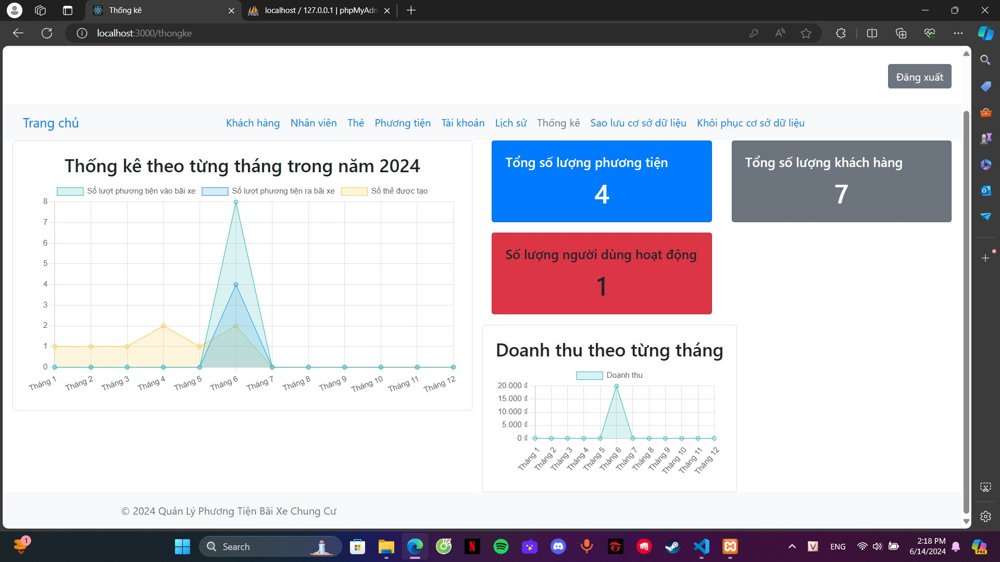 Thống kê
localhost / 127.0.0.1 | phpMyAdm
localhost:3000/thongke
Đăng xuất
Trang chủ
Khách hàng Nhân viên Thẻ Phương tiện Tài khoản Lịch sử Thống kê Sao lưu cơ sở dữ liệu Khôi phục cơ sở dữ liệu
Thống kê theo từng tháng trong năm 2024
Số lượt phương tiện vào bãi xe Số lượt phương tiện ra bãi xe Số thẻ được tạo
8
7
6
5
4
3
2
1
0
Tháng 1 Tháng 2 Tháng 3 Tháng 4 Tháng 5 Tháng 6 Tháng 7 Tháng 8 Tháng 9 Tháng 10 Tháng 11 Tháng 12
Tổng số lượng phương tiện
4
Tổng số lượng khách hàng
7
Số lượng người dùng hoạt động
1
Doanh thu theo từng tháng
Doanh thu
20.000 ₫
15.000 ₫
10.000 ₫
5.000 ₫
0 ₫
Tháng 1 Tháng 2 Tháng 3 Tháng 4 Tháng 5 Tháng 6 Tháng 7 Tháng 8 Tháng 9 Tháng 10 Tháng 11 Tháng 12
© 2024 Quản Lý Phương Tiện Bãi Xe Chung Cư
1
Search
ENG
2:18 PM
6/14/2024
PRE